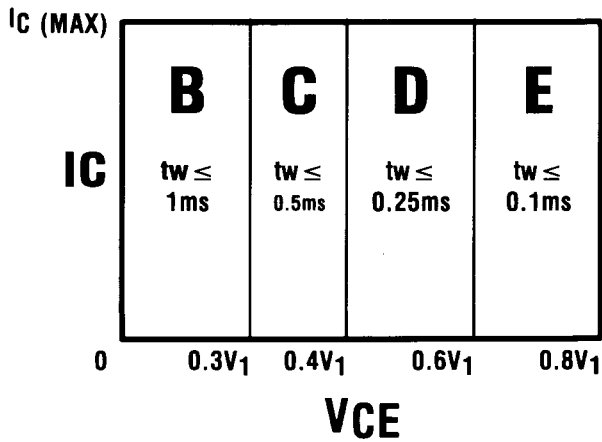 IC (MAX)
B C D E
IC
tw ≤ tw ≤ tw ≤ tw ≤
1ms 0.5ms 0.25ms 0.1ms
0 0.3V1 0.4V1 0.6V1 0.8V1
VCE